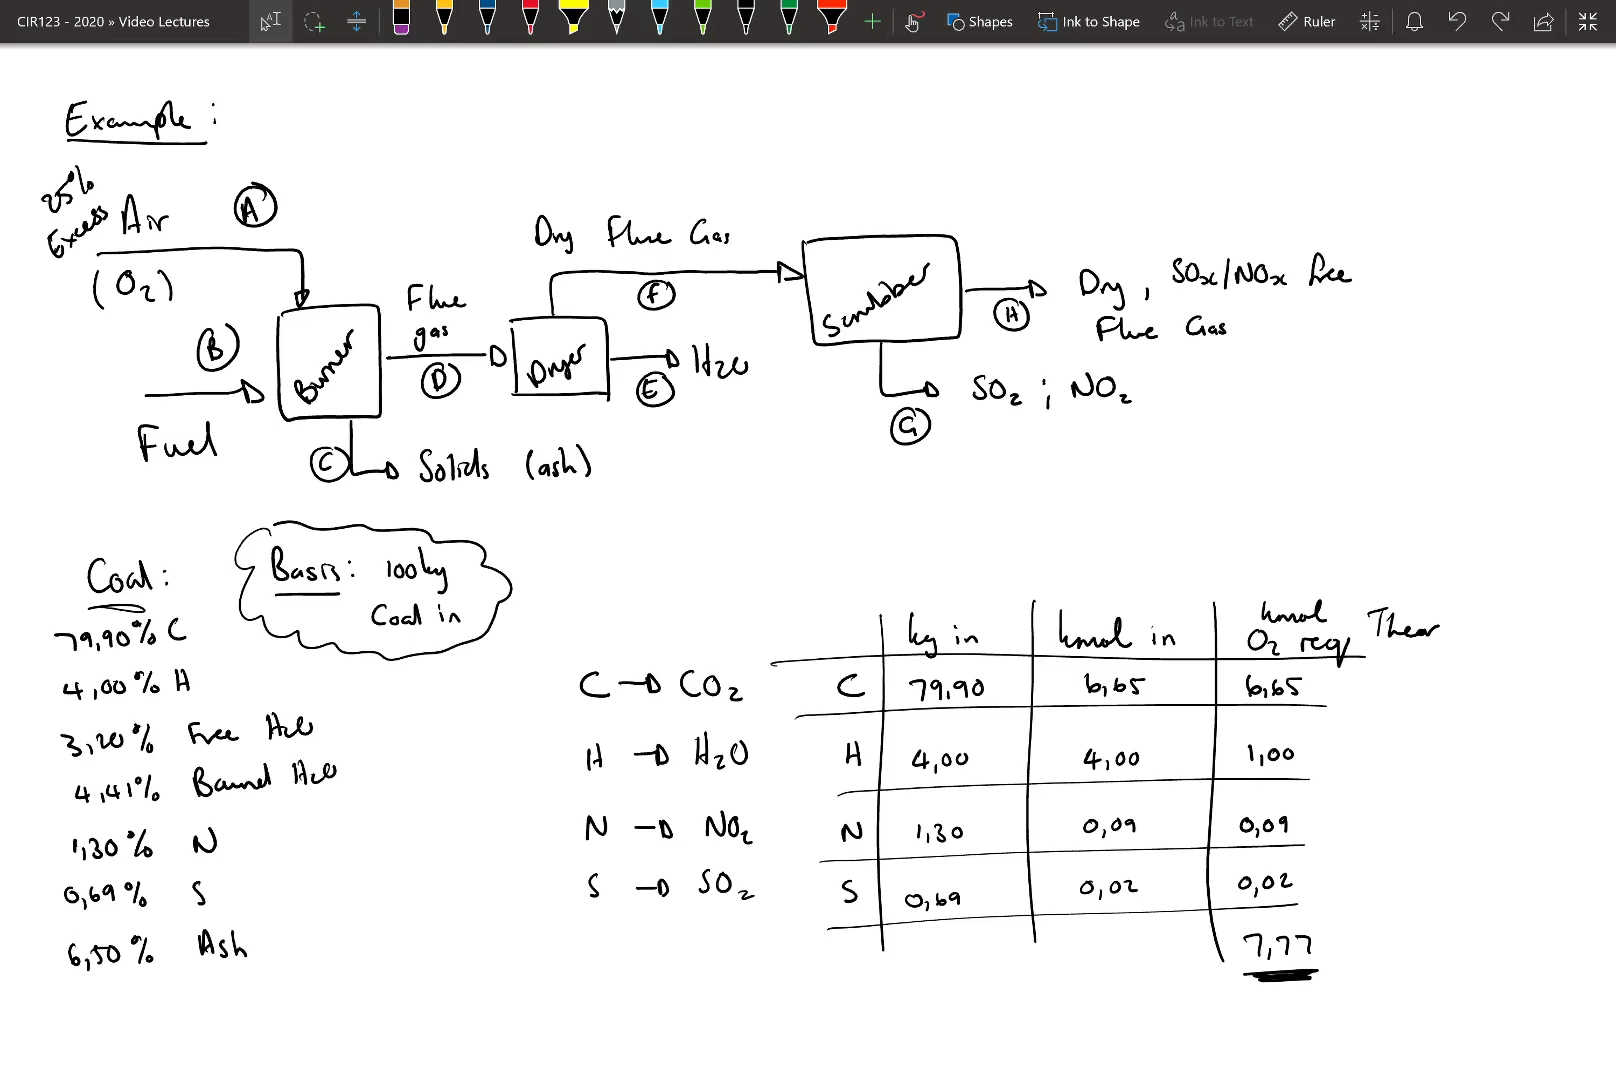 CIR123 - 2020 » Video Lectures
Shapes
Ink to Shape
Ink to Text
Ruler
Example :
25%
Excess
Air
A
(O2)
B
Fuel
Burner
C
Solids (ash)
Flue
gas
D
Dryer
E
H2O
Dry Flue Gas
F
Scrubber
H
Dry, SOx/NOx free
Flue Gas
G
SO2 ; NO2
Coal :
79,90% C
4,00% H
3,20% Free H2O
4,41% Bound H2O
1,30% N
0,69% S
6,50% Ash
Basis : 100kg
Coal in
C → CO2
H → H2O
N → NO2
S → SO2
kg in kmol in kmol O2 req Theor
C 79,90 6,65 6,65
H 4,00 4,00 1,00
N 1,30 0,09 0,09
S 0,69 0,02 0,02
7,77